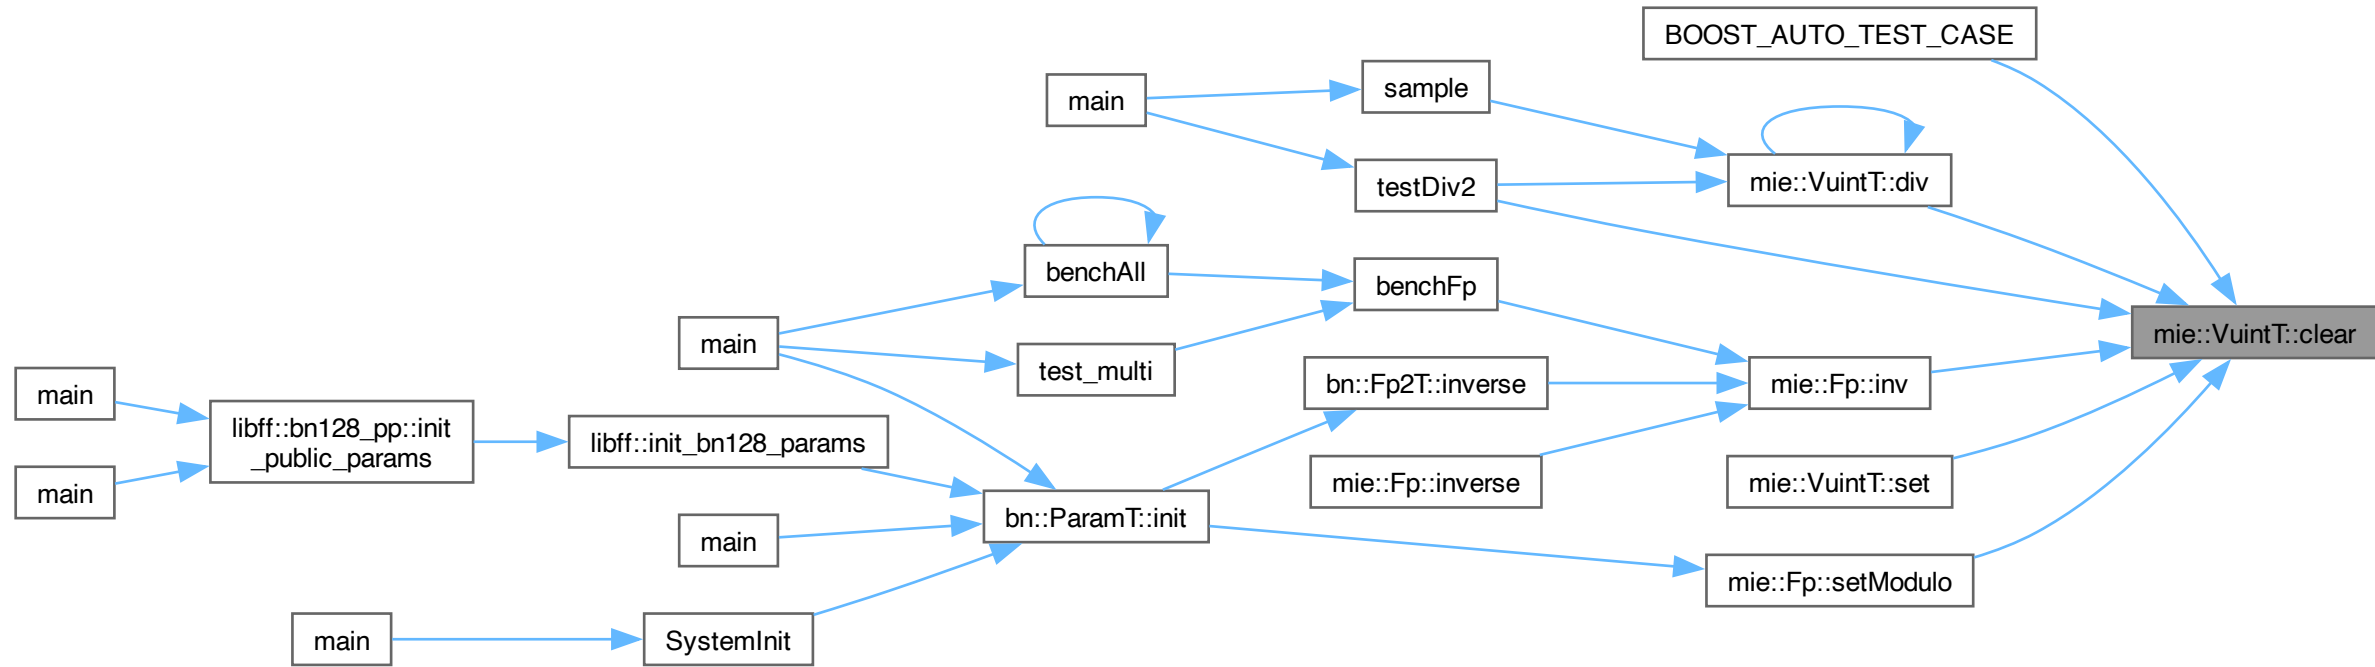 BOOST_AUTO_TEST_CASE
sample
main
mie::VuintT::div
testDiv2
benchAll
benchFp
mie::VuintT::clear
main
test_multi
bn::Fp2T::inverse
mie::Fp::inv
main
libff::bn128_pp::init
_public_params
libff::init_bn128_params
mie::Fp::inverse
mie::VuintT::set
main
bn::ParamT::init
main
mie::Fp::setModulo
main
SystemInit